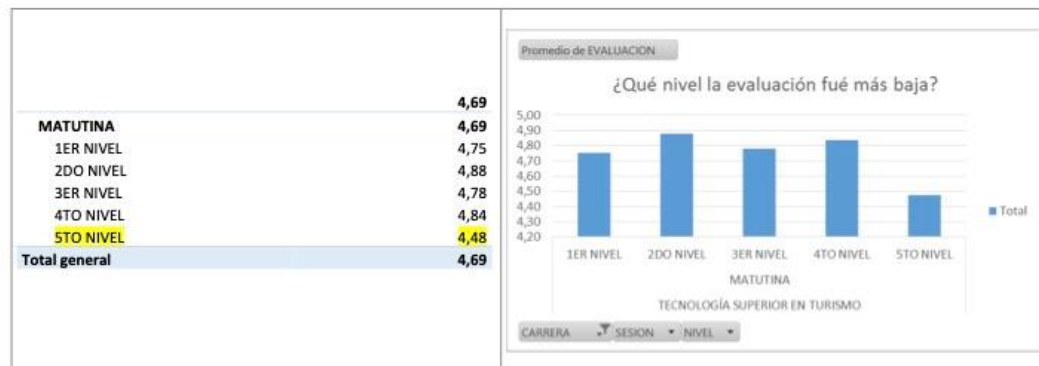 4,69
MATUTINA 4,69
1ER NIVEL 4,75
2DO NIVEL 4,88
3ER NIVEL 4,78
4TO NIVEL 4,84
5TO NIVEL 4,48
Total general 4,69
Promedio de EVALUACION
¿Qué nivel la evaluación fué más baja?
5,00
4,90
4,80
4,70
4,60
4,50
4,40
4,30
4,20
Total
1ER NIVEL 2DO NIVEL 3ER NIVEL 4TO NIVEL 5TO NIVEL
MATUTINA
TECNOLOGÍA SUPERIOR EN TURISMO
CARRERA SESION NIVEL